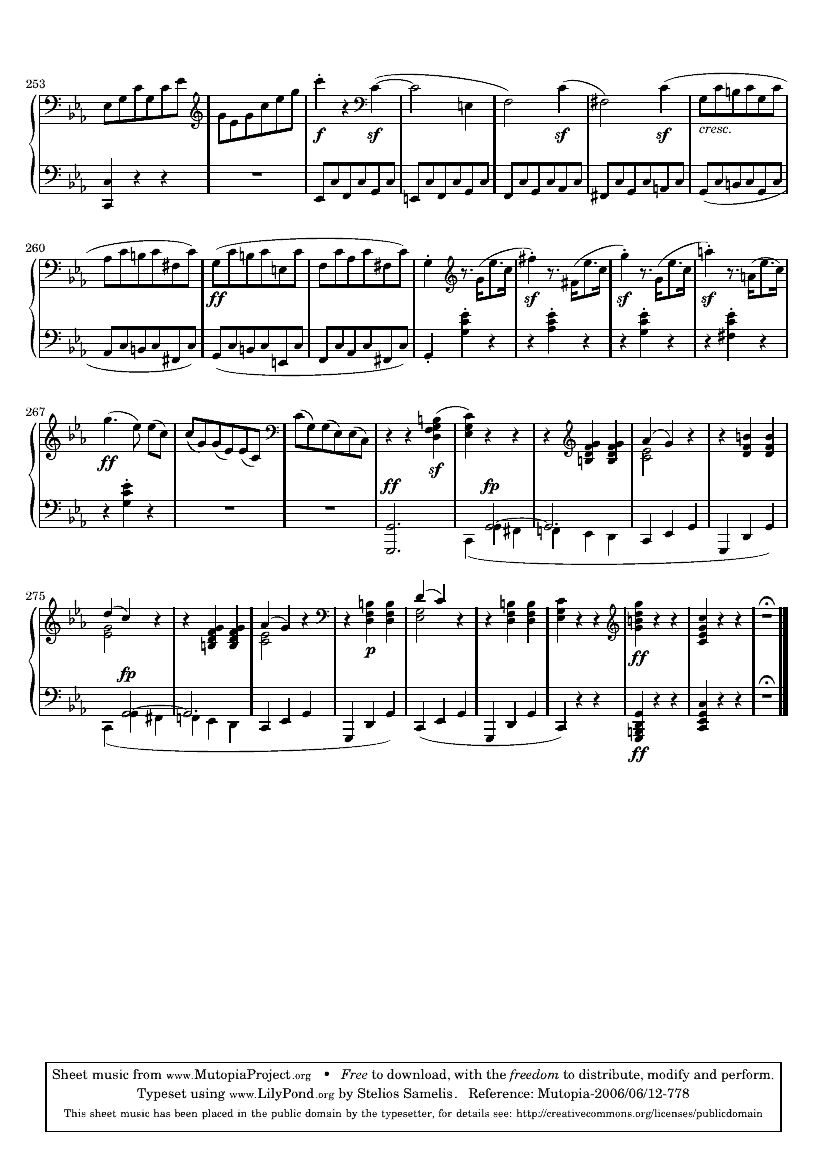 253
f sf sf sf cresc.
260
ff sf sf sf
267
ff sf
ff fp
275
p ff
fp
ff
Sheet music from www.MutopiaProject.org • Free to download, with the freedom to distribute, modify and perform.
Typeset using www.LilyPond.org by Stelios Samelis. Reference: Mutopia-2006/06/12-778
This sheet music has been placed in the public domain by the typesetter, for details see: http://creativecommons.org/licenses/publicdomain